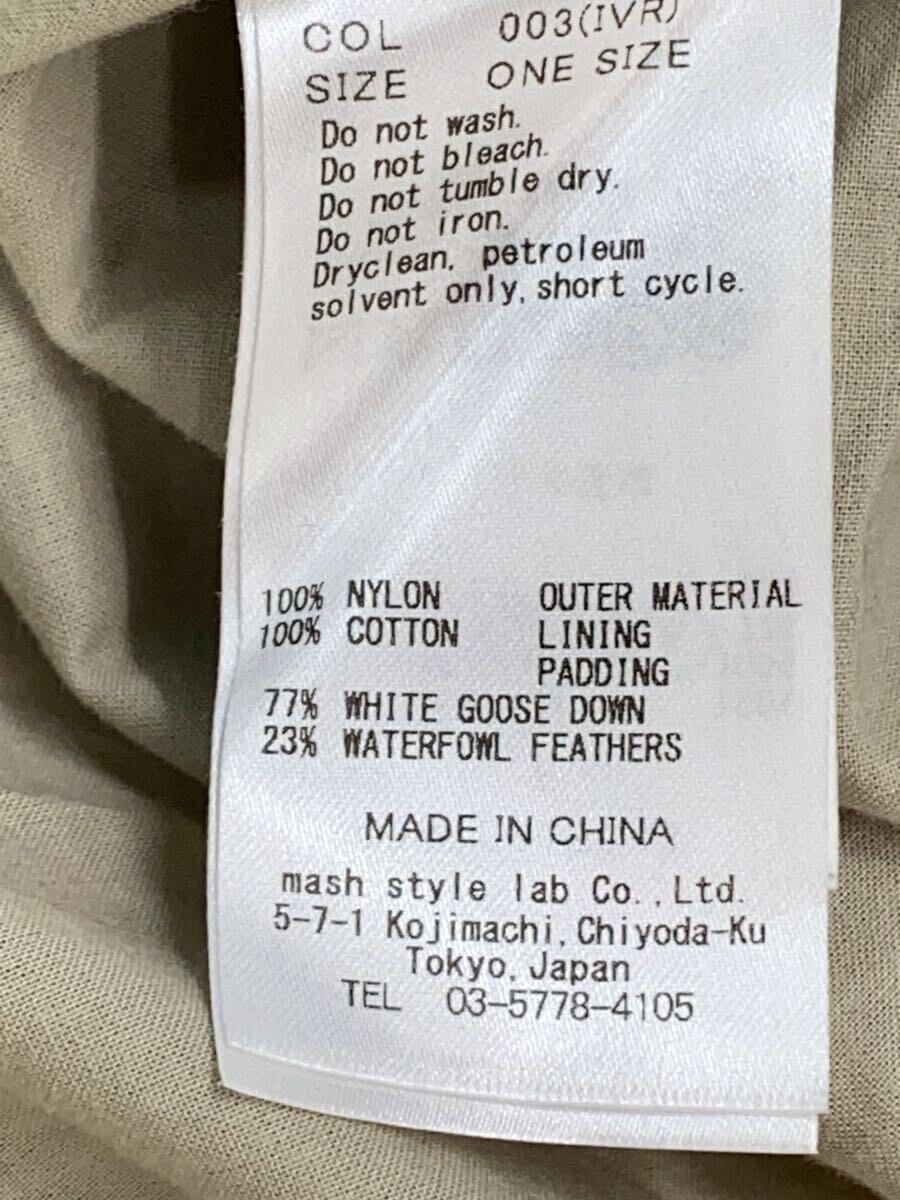 COL 003(IVR)
SIZE ONE SIZE
Do not wash.
Do not bleach.
Do not tumble dry.
Do not iron.
Dryclean, petroleum
solvent only, short cycle.
100% NYLON OUTER MATERIAL
100% COTTON LINING
PADDING
77% WHITE GOOSE DOWN
23% WATERFOWL FEATHERS
MADE IN CHINA
mash style lab Co.,Ltd.
5-7-1 Kojimachi,Chiyoda-Ku
Tokyo,Japan
TEL 03-5778-4105